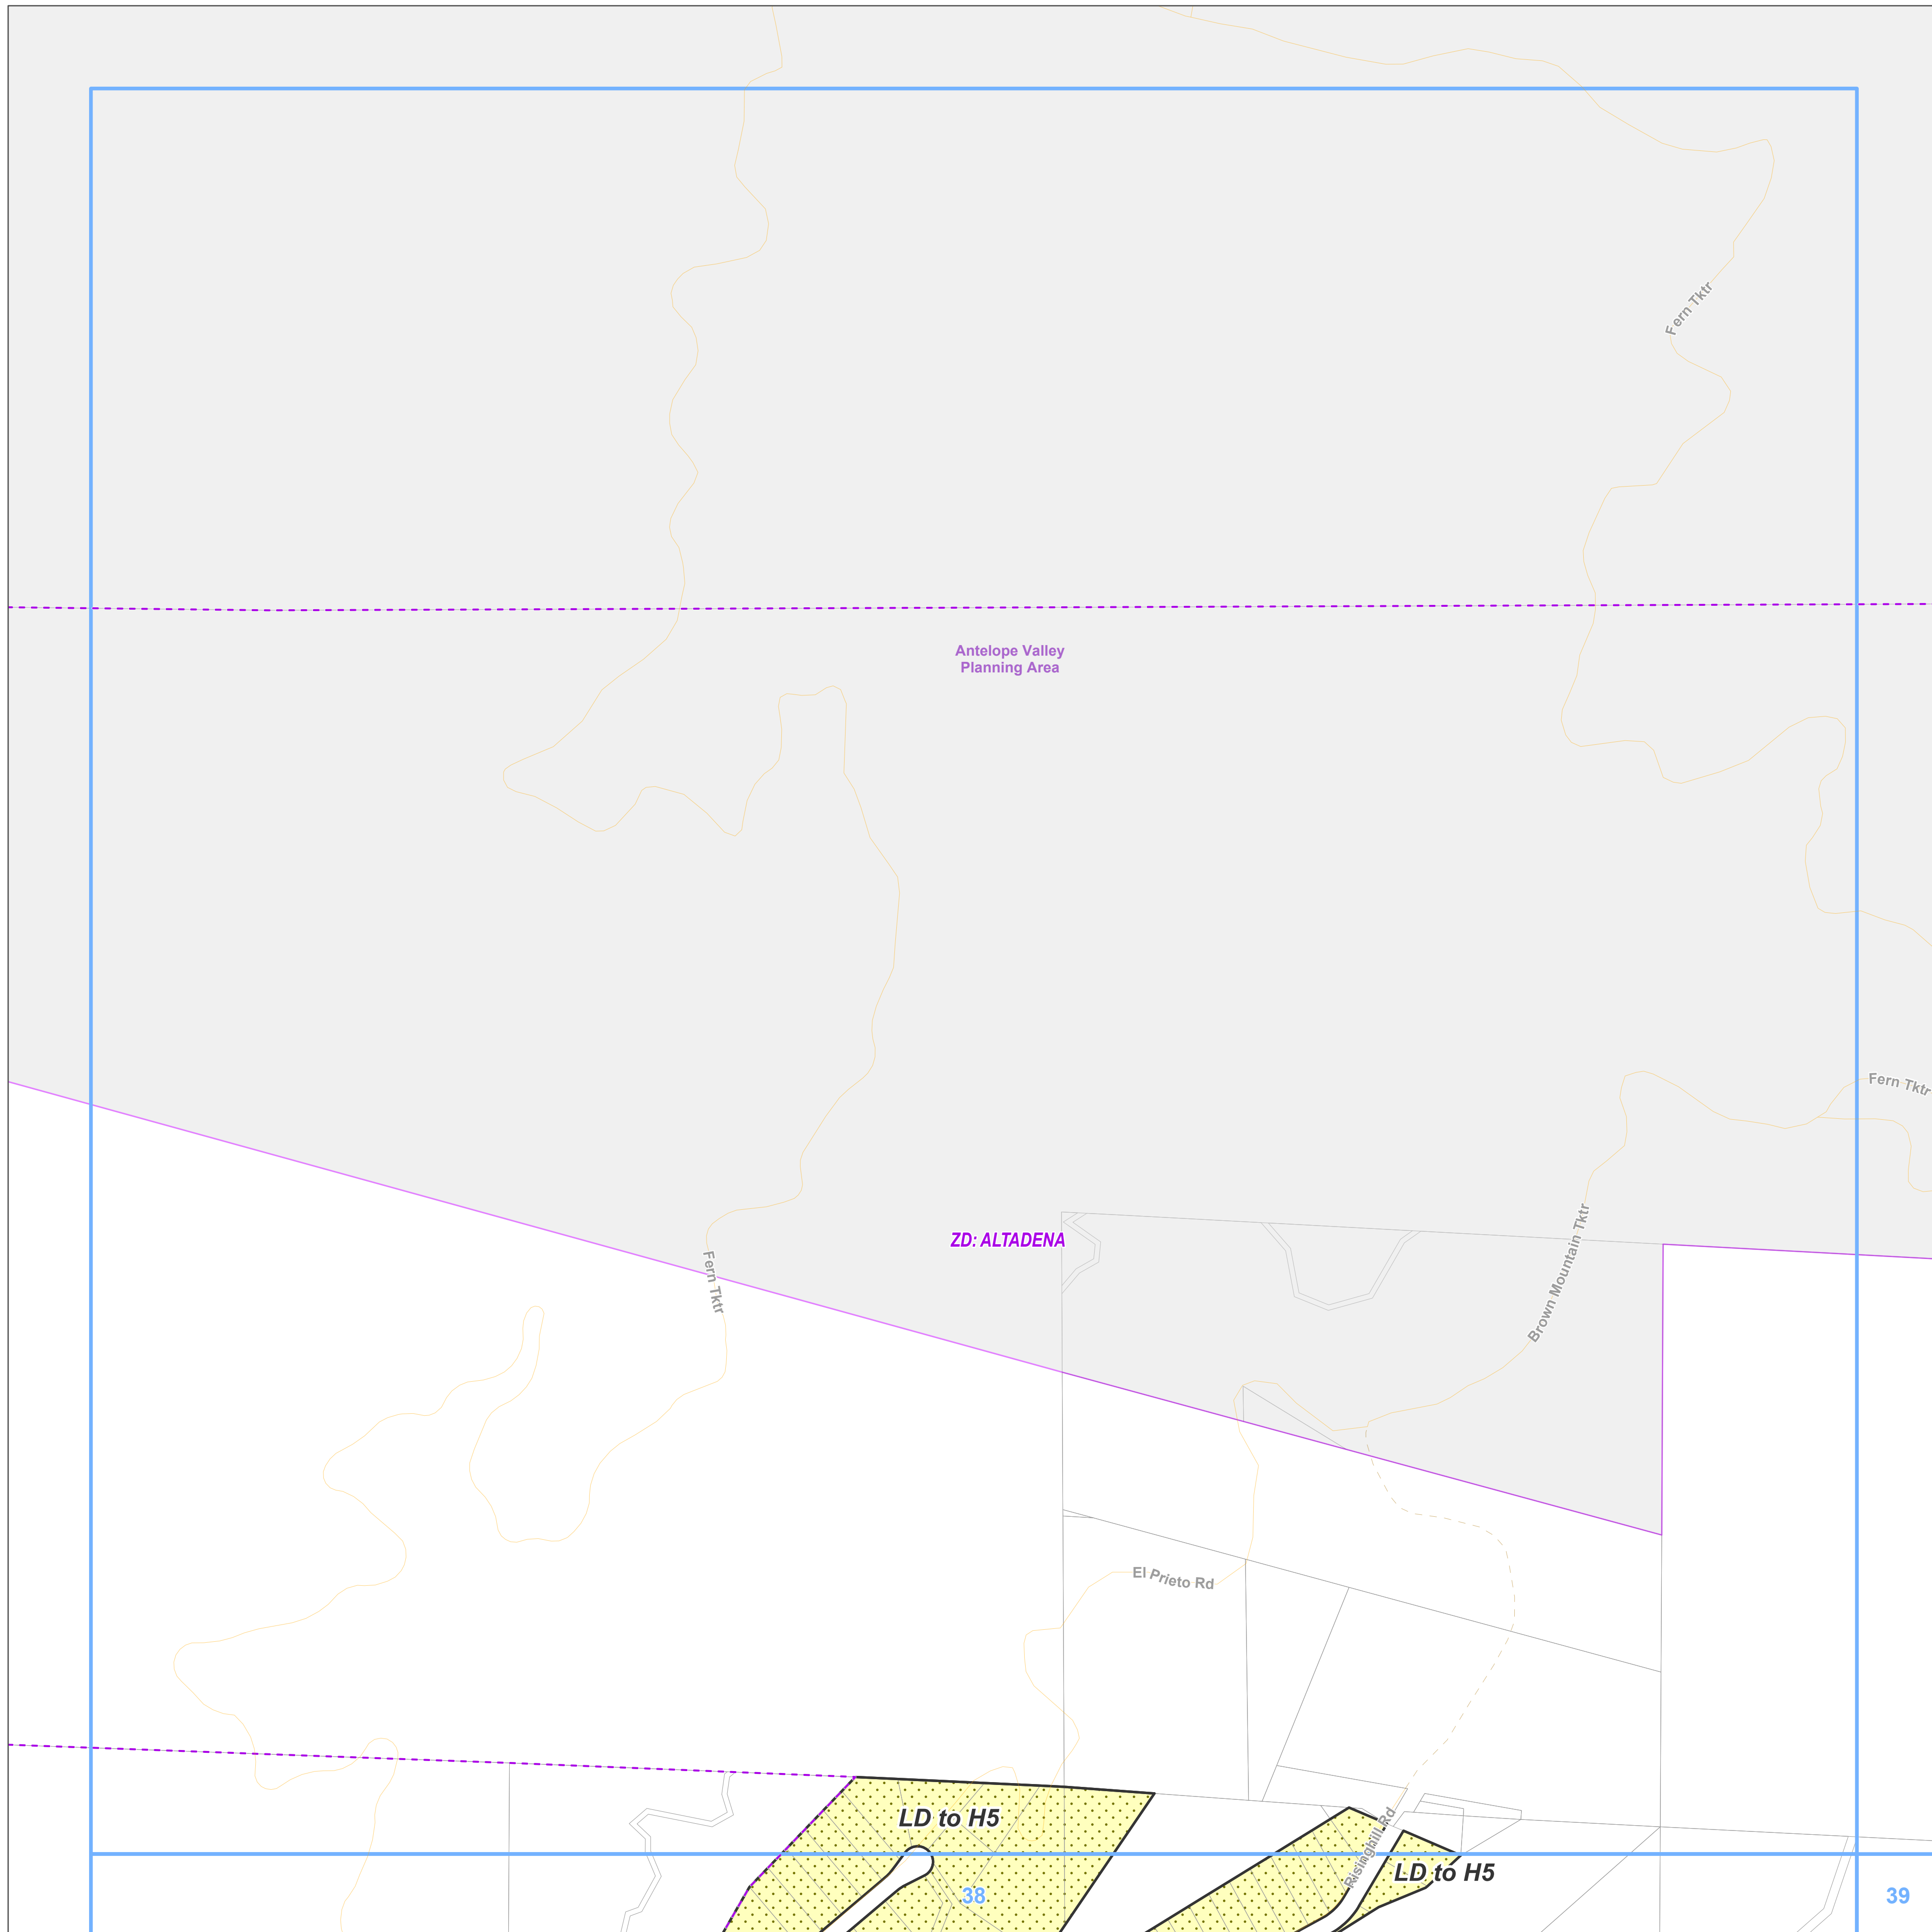 Fern Tktr
Antelope Valley
Planning Area
Fern Tktr
ZD: ALTADENA
Fern Tktr
Brown Mountain Tktr
El Prieto Rd
LD to H5
Risinghill Rd
LD to H5
38
39